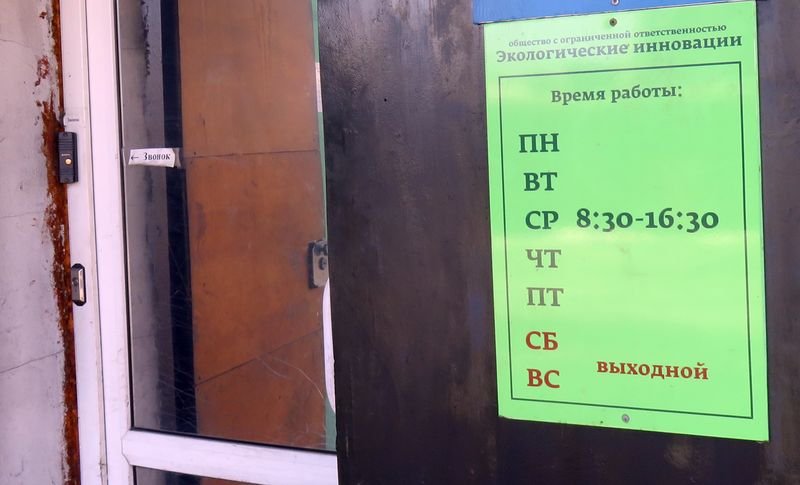 общество с ограниченной ответственностью
Экологические инновации
Время работы:
ПН
ВТ
СР 8:30-16:30
ЧТ
ПТ
СБ
ВС выходной
← Звонок